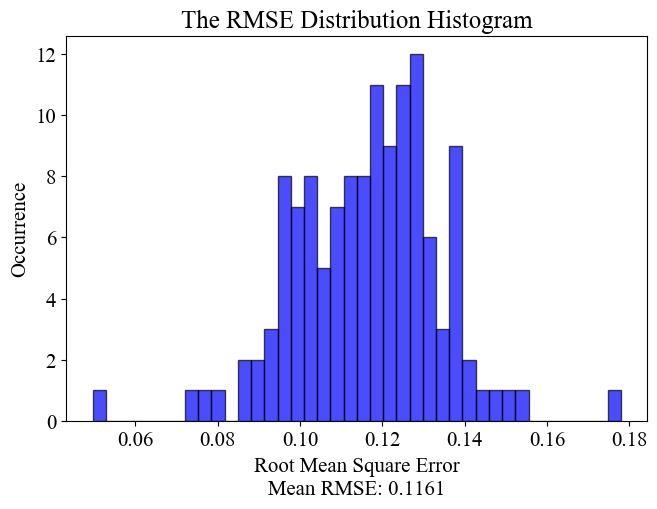 The RMSE Distribution Histogram
12
10
8
6
4
2
0
Occurrence
0.06 0.08 0.10 0.12 0.14 0.16 0.18
Root Mean Square Error
Mean RMSE: 0.1161